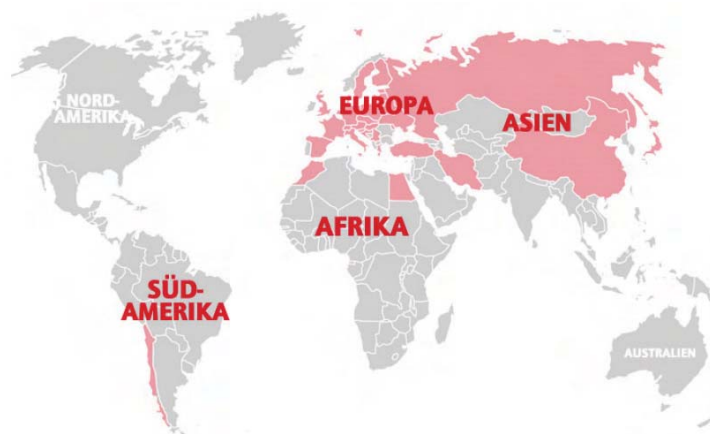 NORD-
AMERIKA
EUROPA
ASIEN
AFRIKA
SÜD-
AMERIKA
AUSTRALIEN